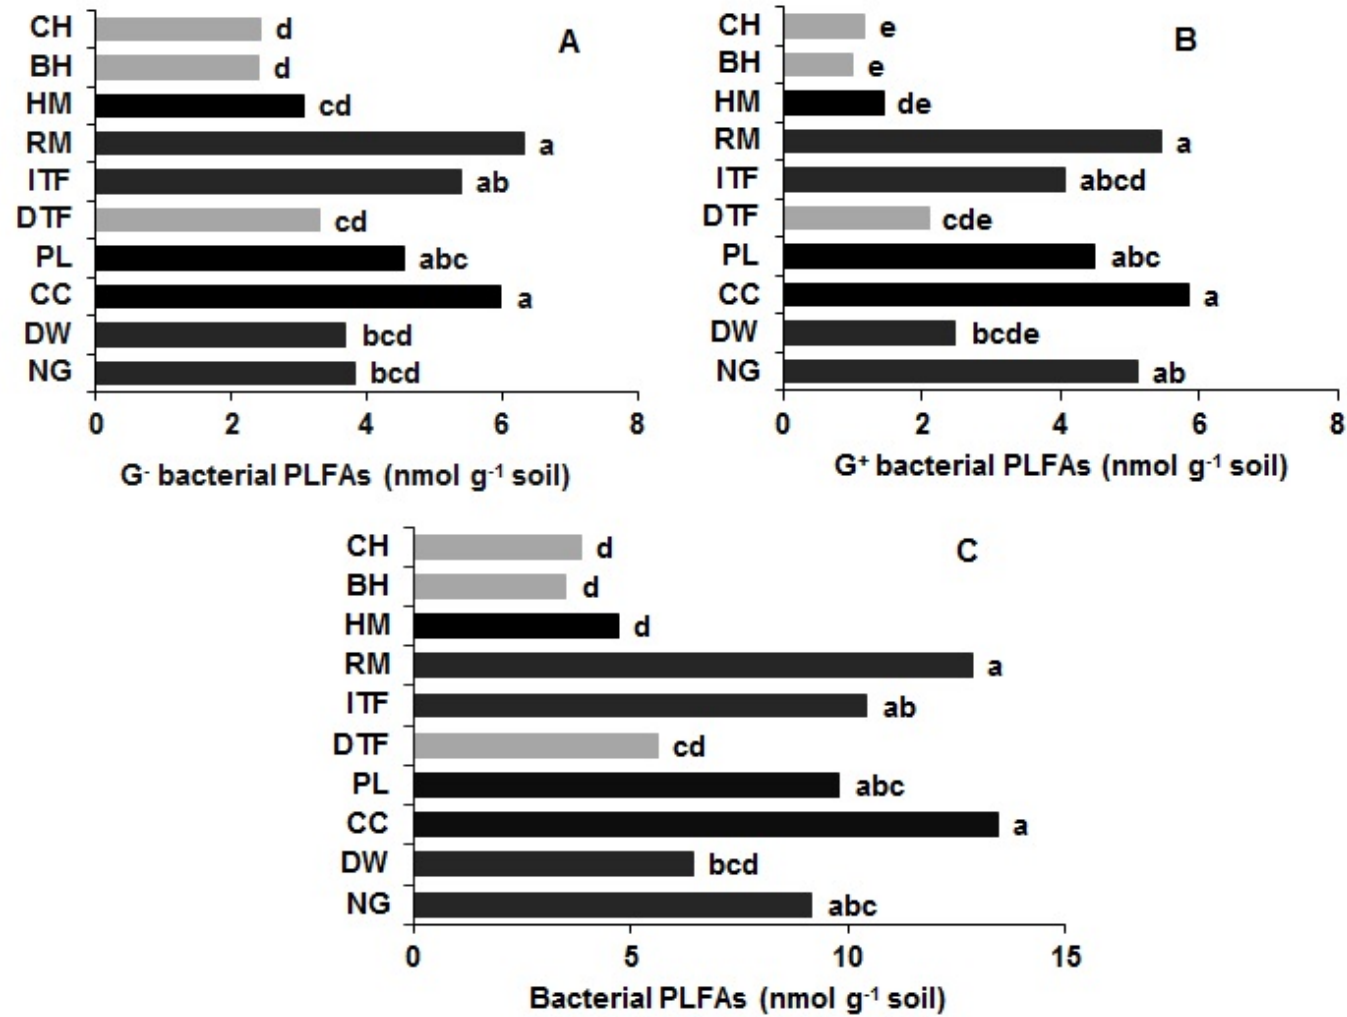 A
CH d
BH d
HM cd
RM a
ITF ab
DTF cd
PL abc
CC a
DW bcd
NG bcd
0 2 4 6 8
G- bacterial PLFAs (nmol g-1 soil)
B
CH e
BH e
HM de
RM a
ITF abcd
DTF cde
PL abc
CC a
DW bcde
NG ab
0 2 4 6 8
G+ bacterial PLFAs (nmol g-1 soil)
C
CH d
BH d
HM d
RM a
ITF ab
DTF cd
PL abc
CC a
DW bcd
NG abc
0 5 10 15
Bacterial PLFAs (nmol g-1 soil)